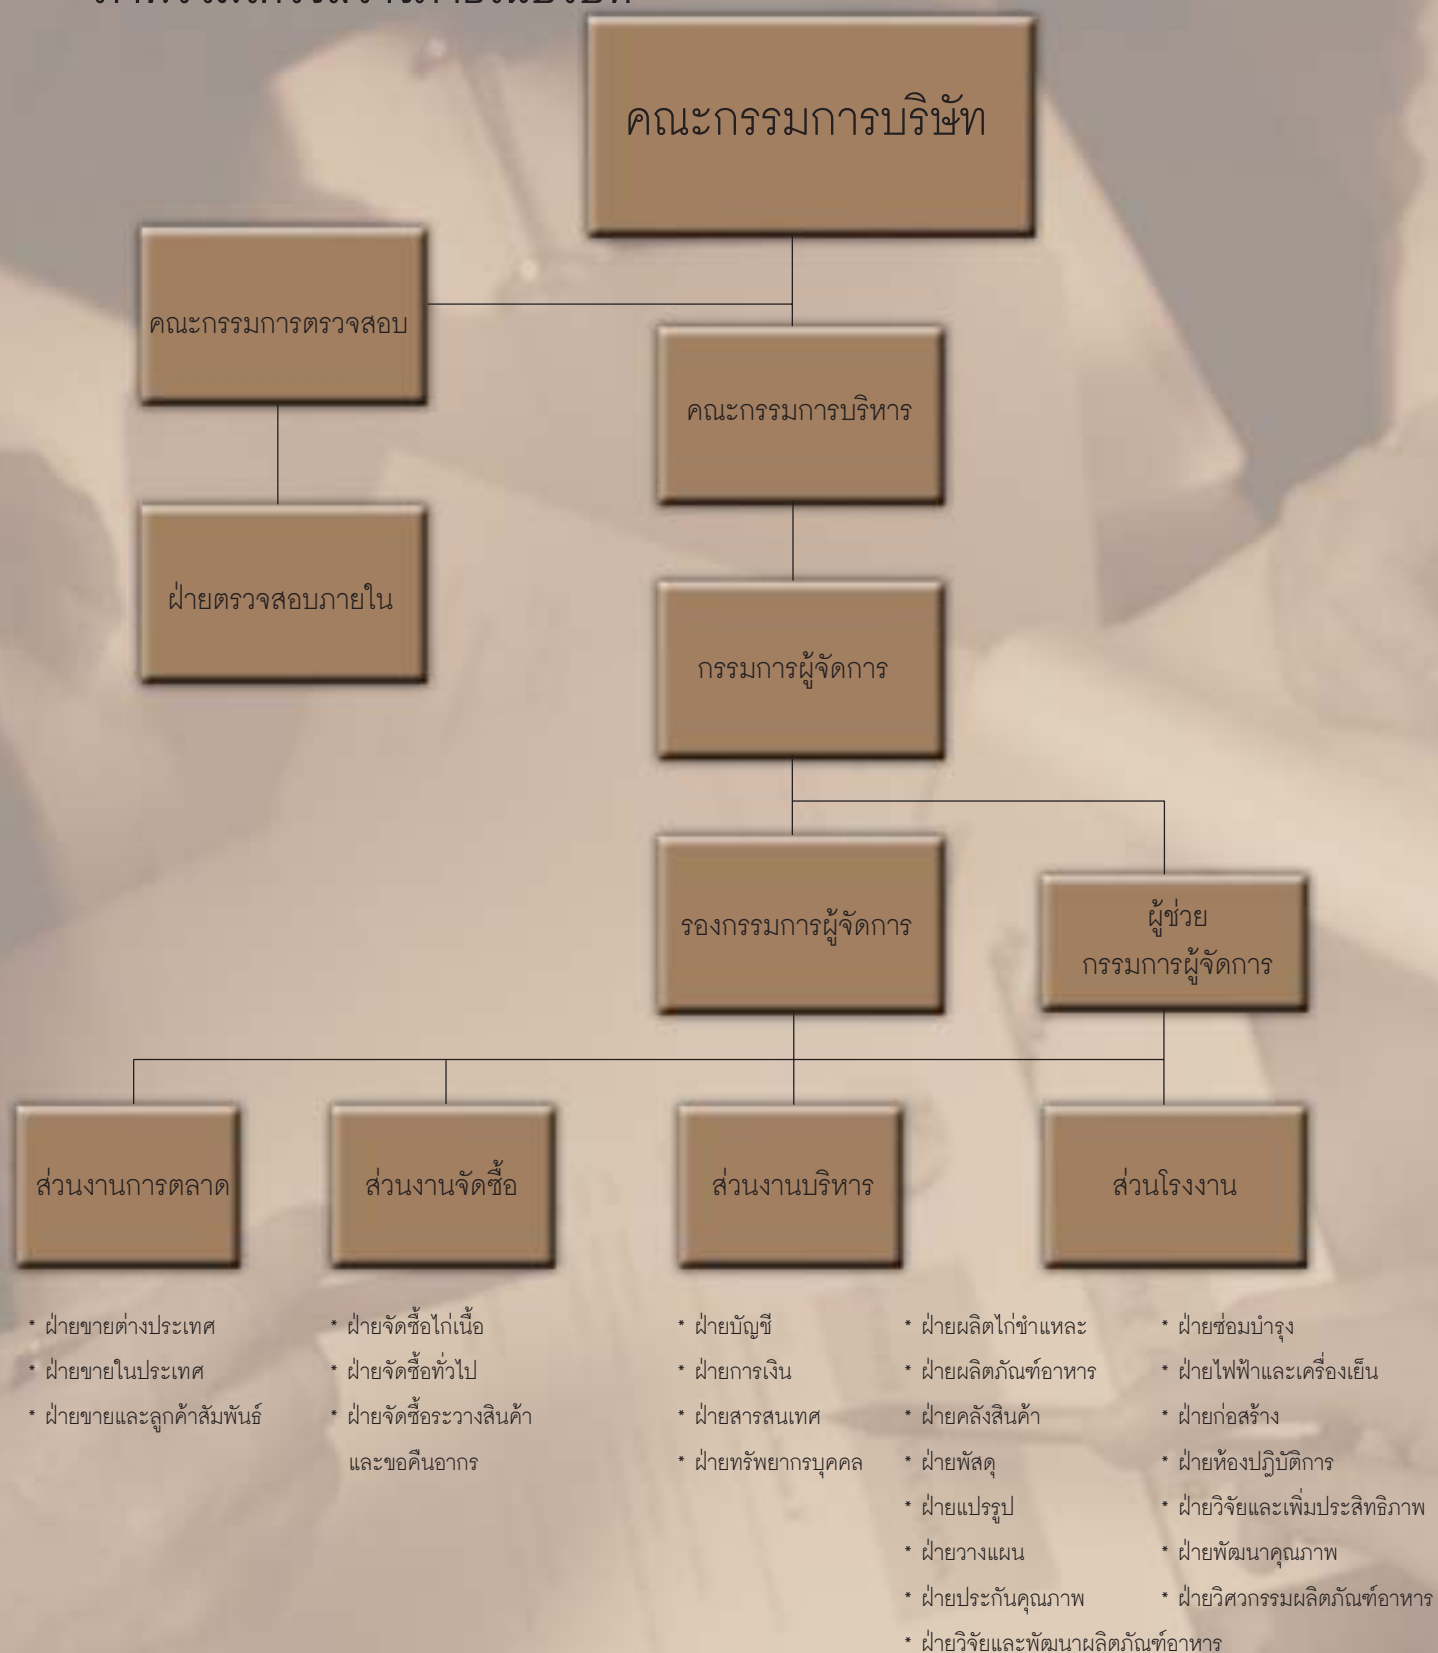 คณะกรรมการบริษัท
คณะกรรมการตรวจสอบ
คณะกรรมการบริหาร
ฝ่ายตรวจสอบภายใน
กรรมการผู้จัดการ
รองกรรมการผู้จัดการ
ผู้ช่วย
กรรมการผู้จัดการ
ส่วนงานการตลาด
ส่วนงานจัดซื้อ
ส่วนงานบริหาร
ส่วนโรงงาน
* ฝ่ายขายต่างประเทศ
* ฝ่ายขายในประเทศ
* ฝ่ายขายและลูกค้าสัมพันธ์
* ฝ่ายจัดซื้อไก่เนื้อ
* ฝ่ายจัดซื้อทั่วไป
* ฝ่ายจัดซื้อระวางสินค้า
และขอคืนอากร
* ฝ่ายบัญชี
* ฝ่ายการเงิน
* ฝ่ายสารสนเทศ
* ฝ่ายทรัพยากรบุคคล
* ฝ่ายผลิตไก่ชำแหละ
* ฝ่ายผลิตภัณฑ์อาหาร
* ฝ่ายคลังสินค้า
* ฝ่ายพัสดุ
* ฝ่ายแปรรูป
* ฝ่ายวางแผน
* ฝ่ายประกันคุณภาพ
* ฝ่ายวิจัยและพัฒนาผลิตภัณฑ์อาหาร
* ฝ่ายซ่อมบำรุง
* ฝ่ายไฟฟ้าและเครื่องเย็น
* ฝ่ายก่อสร้าง
* ฝ่ายห้องปฏิบัติการ
* ฝ่ายวิจัยและเพิ่มประสิทธิภาพ
* ฝ่ายพัฒนาคุณภาพ
* ฝ่ายวิศวกรรมผลิตภัณฑ์อาหาร